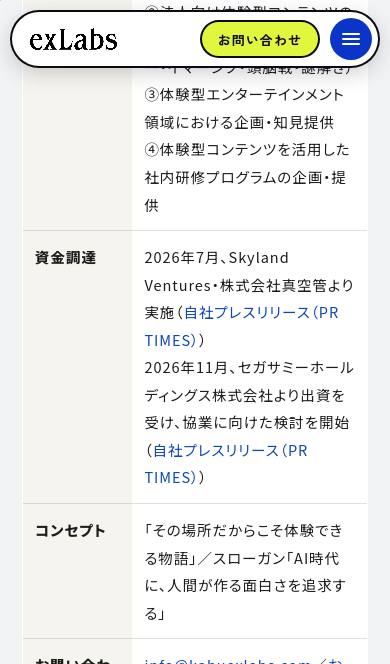 exLabs
お問い合わせ
③体験型エンターテインメント
領域における企画・知見提供
④体験型コンテンツを活用した
社内研修プログラムの企画・提
供
資金調達
2026年7月、Skyland
Ventures・株式会社真空管より
実施（自社プレスリリース（PR
TIMES））
2026年11月、セガサミーホール
ディングス株式会社より出資を
受け、協業に向けた検討を開始
（自社プレスリリース（PR
TIMES））
コンセプト
「その場所だからこそ体験でき
る物語」／スローガン「AI時代
に、人間が作る面白さを追求す
る」